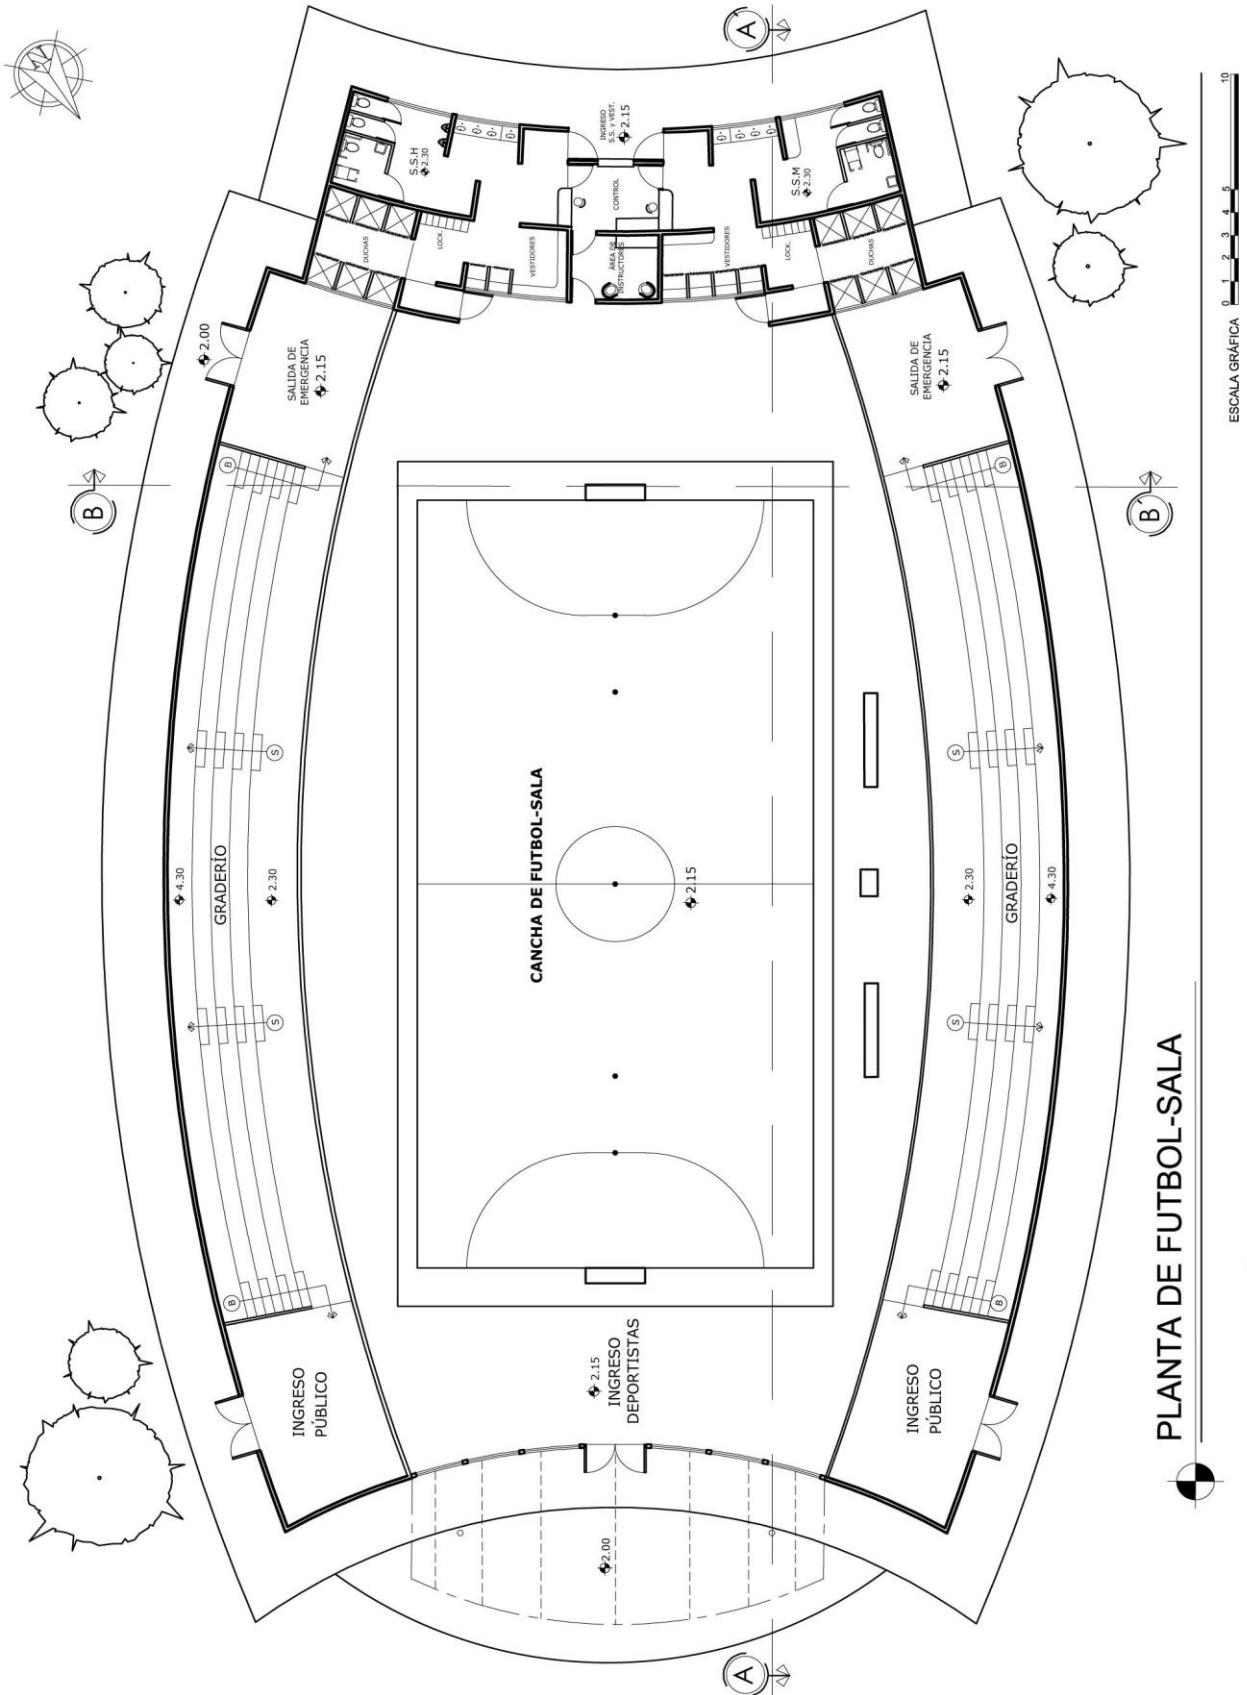 A'
N
INGRESO
S.S. Y VEST.
2.15
S.S.H
2.30
S.S.M
2.30
CONTROL
DUCHAS
LOCK.
VESTIDORES
ÁREA DE
INSTRUCTORES
VESTIDORES
LOCK.
DUCHAS
2.00
SALIDA DE
EMERGENCIA
2.15
SALIDA DE
EMERGENCIA
2.15
B
B
B
B'
S
S
4.30
GRADERÍO
2.30
CANCHA DE FUTBOL-SALA
2.15
2.30
GRADERÍO
4.30
S
S
B
B
INGRESO
PÚBLICO
2.15
INGRESO
DEPORTISTAS
INGRESO
PÚBLICO
2.00
A
PLANTA DE FUTBOL-SALA
ESCALA GRÁFICA
0 1 2 3 4 5 10